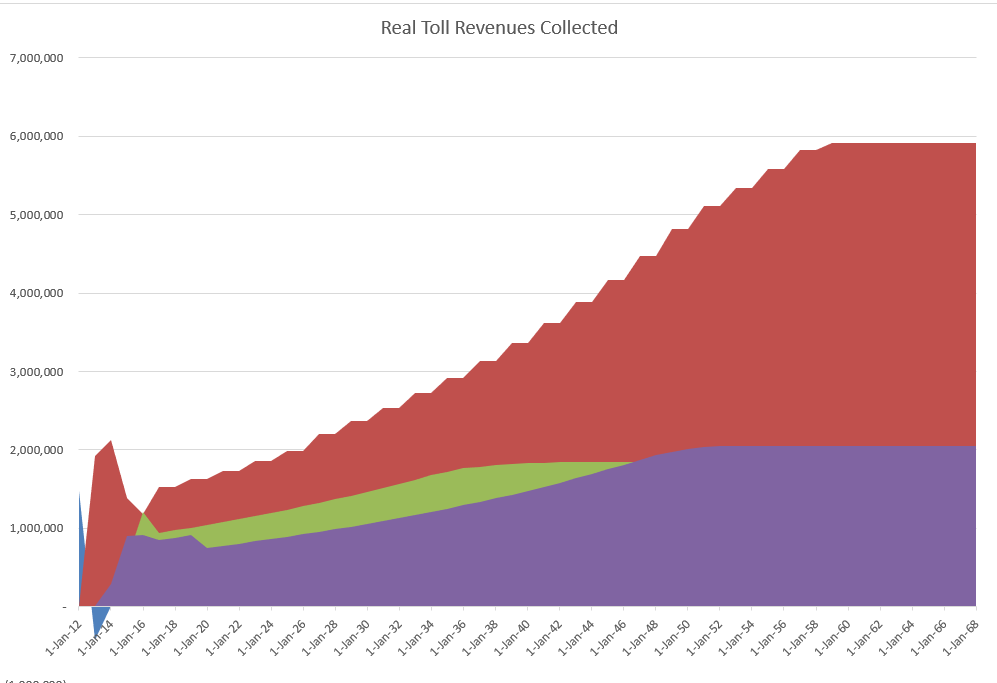 Real Toll Revenues Collected
7,000,000
6,000,000
5,000,000
4,000,000
3,000,000
2,000,000
1,000,000
-
1-Jan-12
1-Jan-14
1-Jan-16
1-Jan-18
1-Jan-20
1-Jan-22
1-Jan-24
1-Jan-26
1-Jan-28
1-Jan-30
1-Jan-32
1-Jan-34
1-Jan-36
1-Jan-38
1-Jan-40
1-Jan-42
1-Jan-44
1-Jan-46
1-Jan-48
1-Jan-50
1-Jan-52
1-Jan-54
1-Jan-56
1-Jan-58
1-Jan-60
1-Jan-62
1-Jan-64
1-Jan-66
1-Jan-68